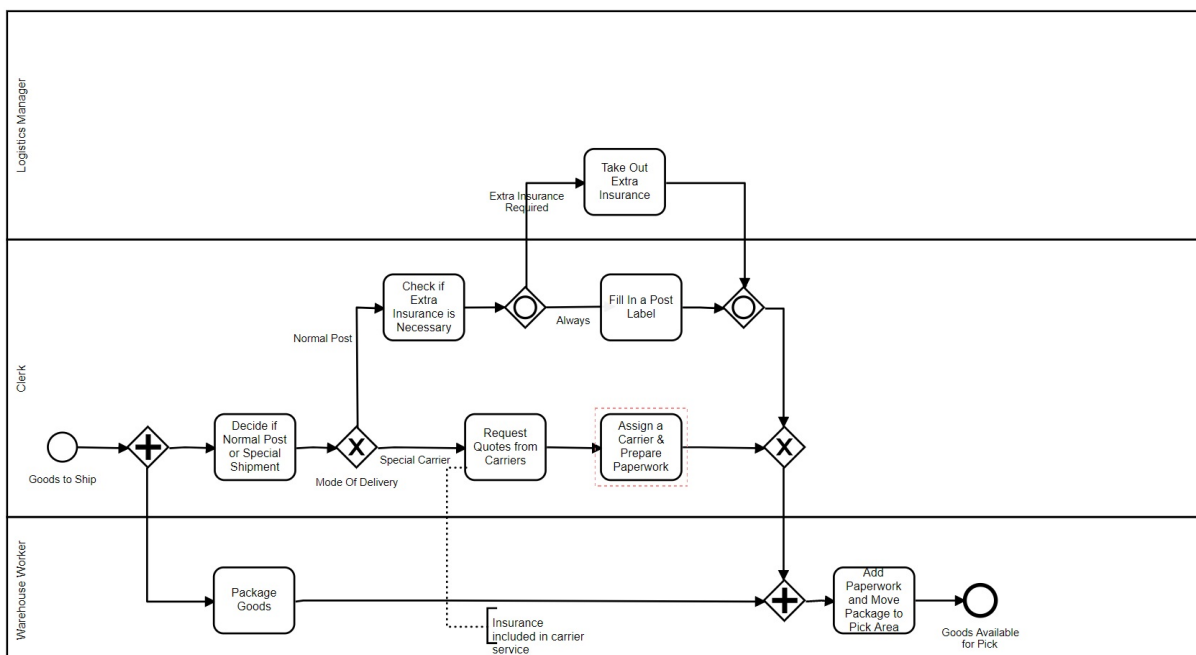 Logistics Manager
Take Out
Extra
Insurance
Extra Insurance
Required
Clerk
Check if
Extra
Insurance is
Necessary
Fill In a Post
Label
Always
Normal Post
Decide if
Normal Post
or Special
Shipment
Request
Quotes from
Carriers
Assign a
Carrier &
Prepare
Paperwork
Special Carrier
Goods to Ship
Mode Of Delivery
Warehouse Worker
Package
Goods
Add
Paperwork
and Move
Package to
Pick Area
Insurance
included in carrier
service
Goods Available
for Pick